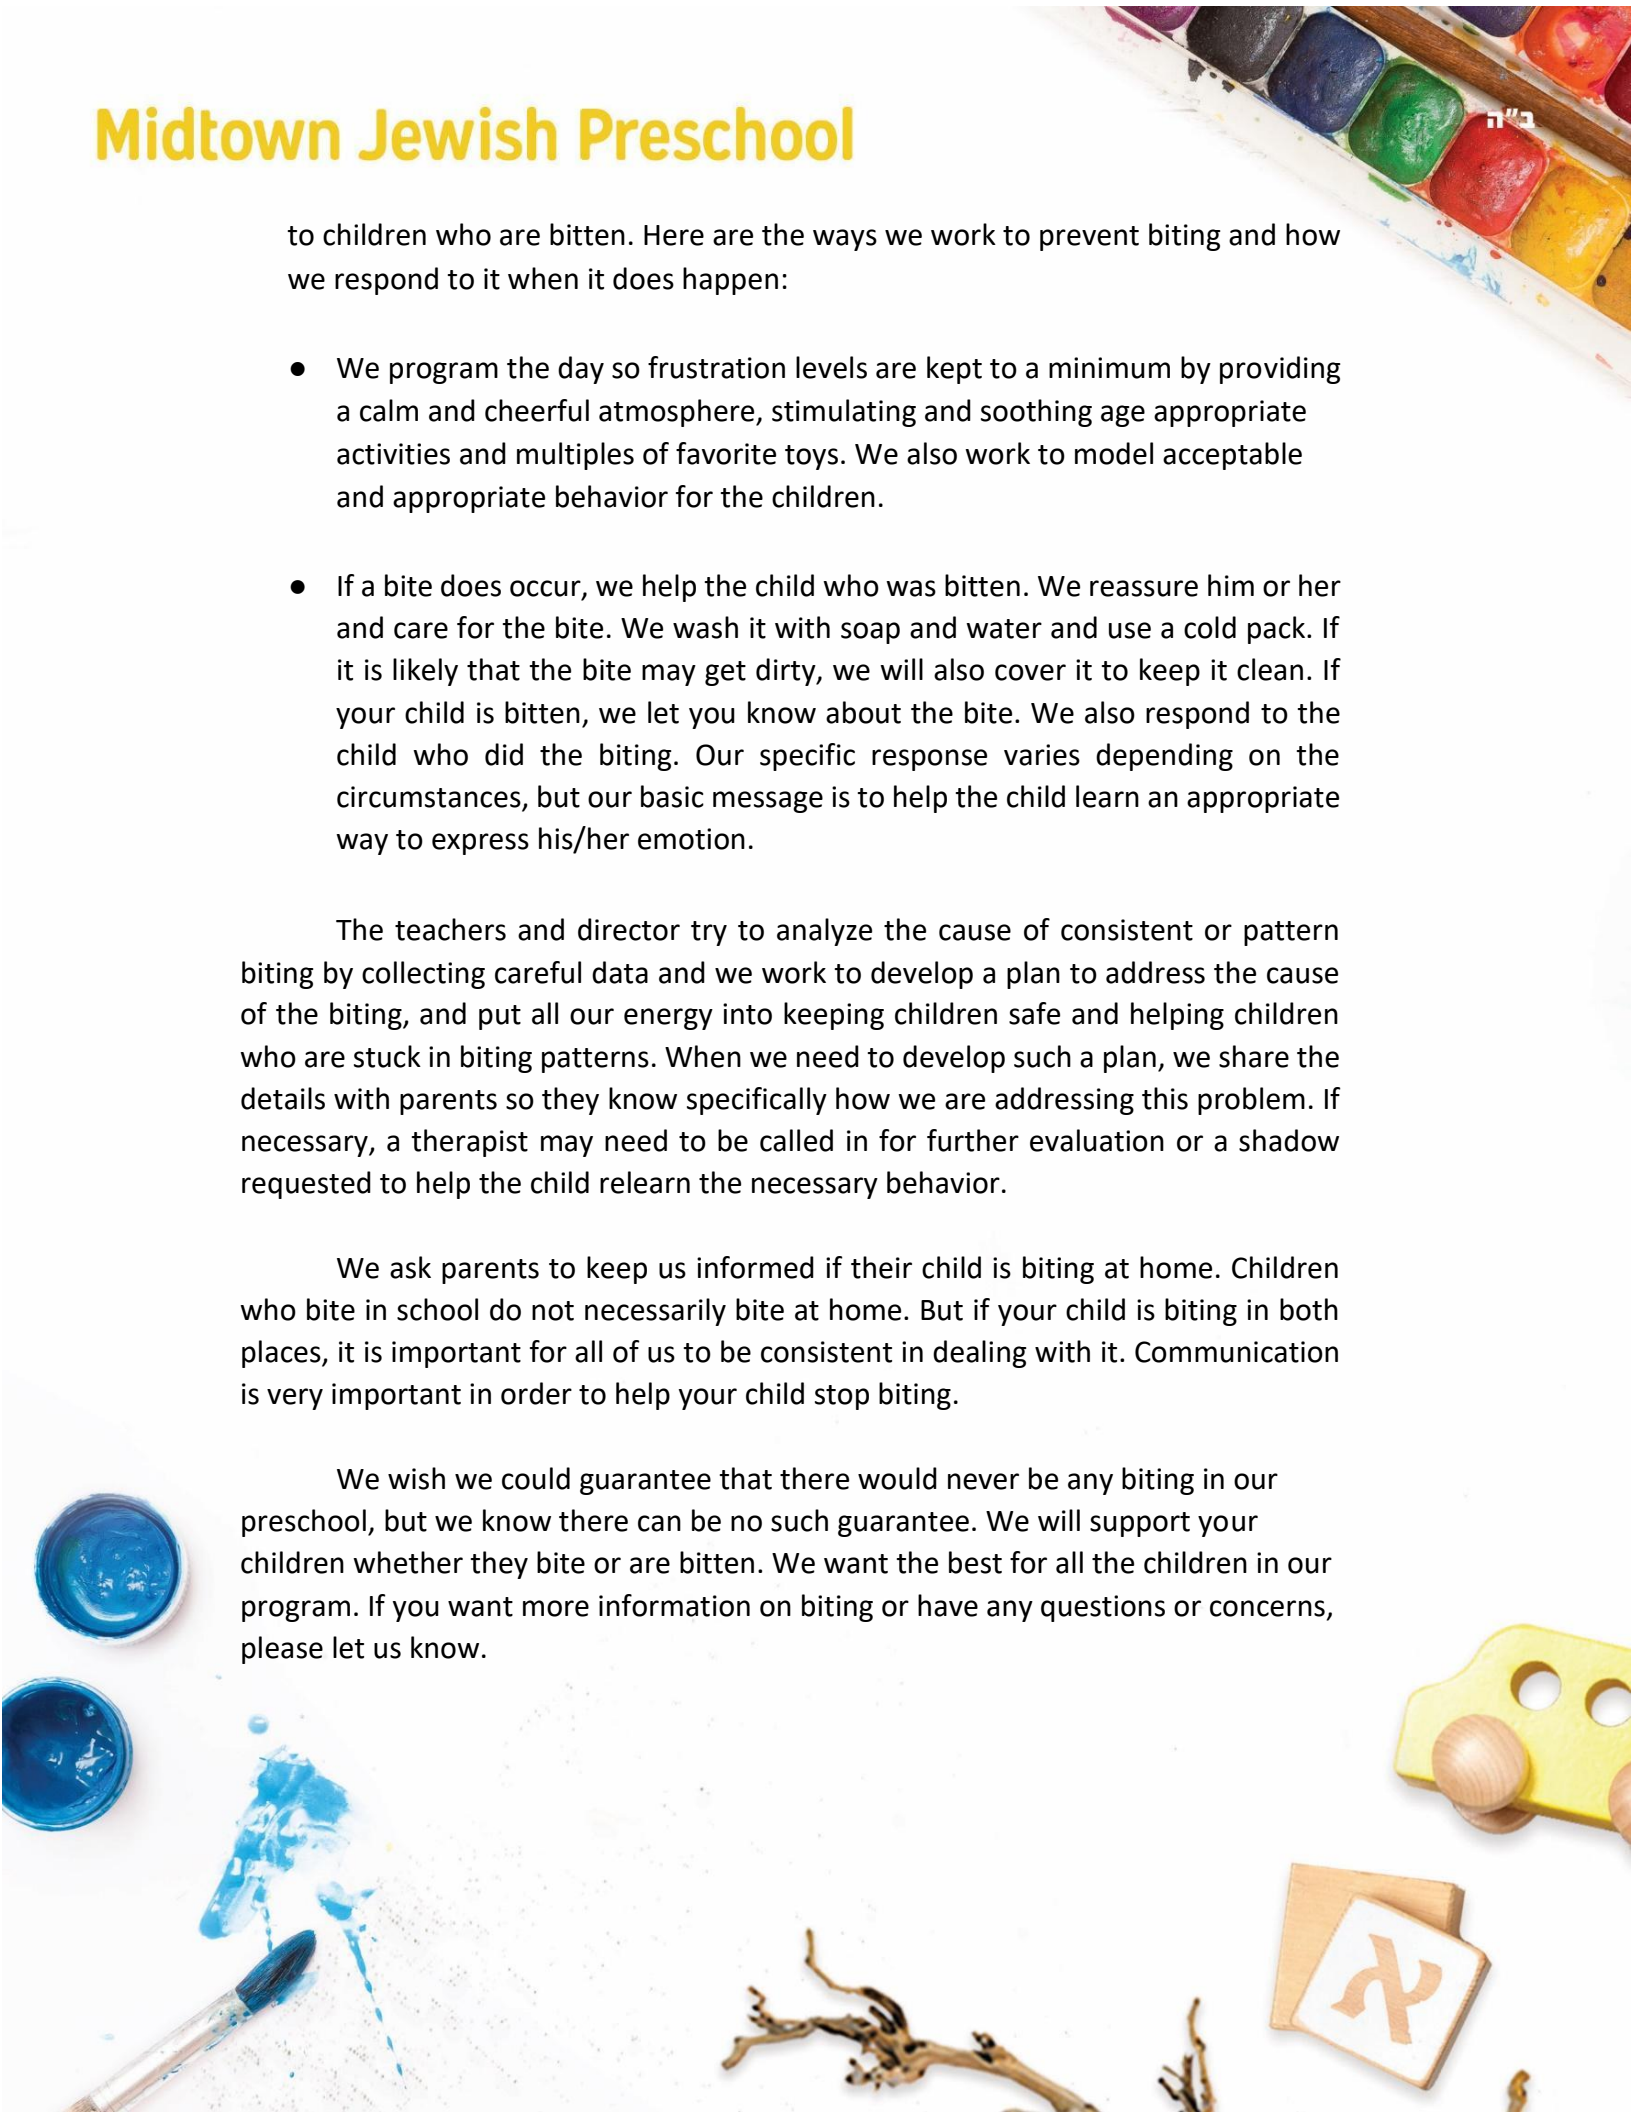 ב"ה
Midtown Jewish Preschool
to children who are bitten. Here are the ways we work to prevent biting and how
we respond to it when it does happen:
● We program the day so frustration levels are kept to a minimum by providing
a calm and cheerful atmosphere, stimulating and soothing age appropriate
activities and multiples of favorite toys. We also work to model acceptable
and appropriate behavior for the children.
● If a bite does occur, we help the child who was bitten. We reassure him or her
and care for the bite. We wash it with soap and water and use a cold pack. If
it is likely that the bite may get dirty, we will also cover it to keep it clean. If
your child is bitten, we let you know about the bite. We also respond to the
child who did the biting. Our specific response varies depending on the
circumstances, but our basic message is to help the child learn an appropriate
way to express his/her emotion.
The teachers and director try to analyze the cause of consistent or pattern
biting by collecting careful data and we work to develop a plan to address the cause
of the biting, and put all our energy into keeping children safe and helping children
who are stuck in biting patterns. When we need to develop such a plan, we share the
details with parents so they know specifically how we are addressing this problem. If
necessary, a therapist may need to be called in for further evaluation or a shadow
requested to help the child relearn the necessary behavior.
We ask parents to keep us informed if their child is biting at home. Children
who bite in school do not necessarily bite at home. But if your child is biting in both
places, it is important for all of us to be consistent in dealing with it. Communication
is very important in order to help your child stop biting.
We wish we could guarantee that there would never be any biting in our
preschool, but we know there can be no such guarantee. We will support your
children whether they bite or are bitten. We want the best for all the children in our
program. If you want more information on biting or have any questions or concerns,
please let us know.
א